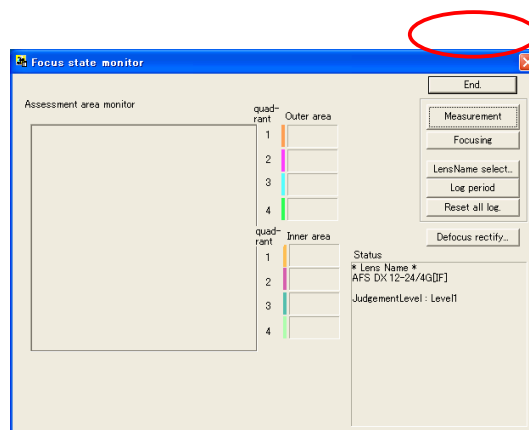 Focus state monitor
End.
Assessment area monitor
quad-
rant
Outer area
1
2
3
4
quad-
rant
Inner area
1
2
3
4
Measurement
Focusing
LensName select..
Log period
Reset all log.
Defocus rectify..
Status
* Lens Name *
AFS DX 12-24/4G[IF]
JudgementLevel : Level1